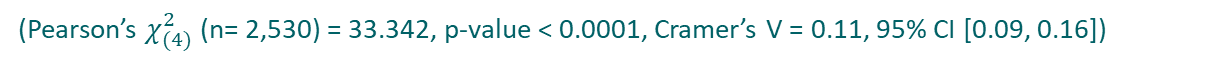 (Pearson's χ²₍₄₎ (n= 2,530) = 33.342, p-value < 0.0001, Cramer's V = 0.11, 95% CI [0.09, 0.16])